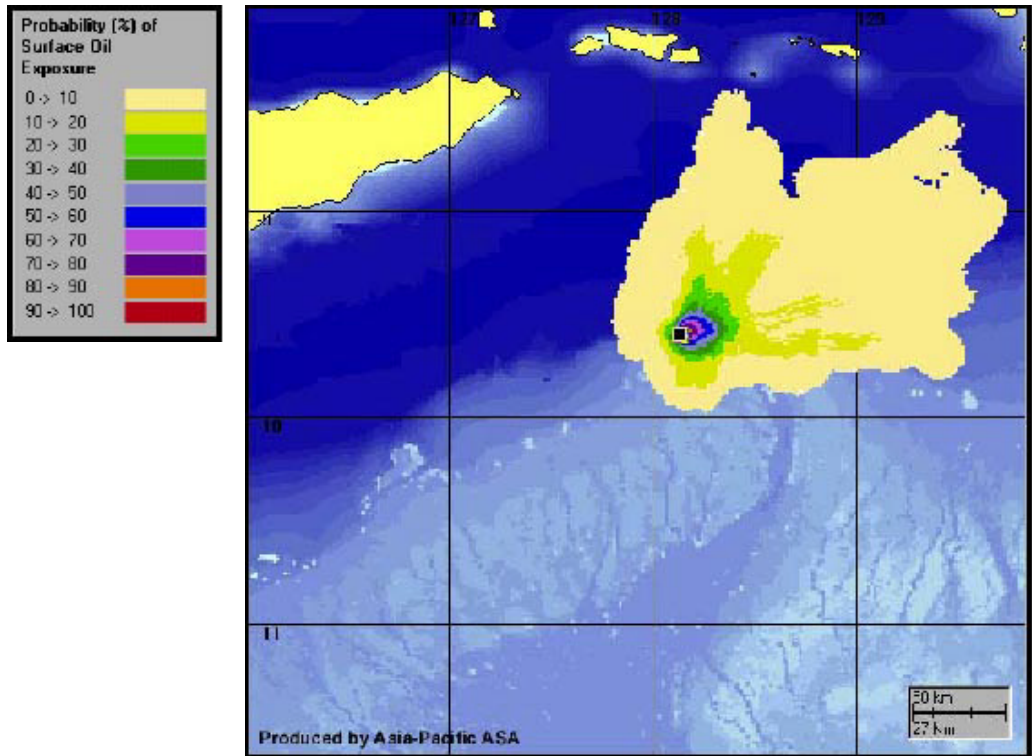 Probability (%) of
Surface Oil
Exposure
0 -> 10
10 -> 20
20 -> 30
30 -> 40
40 -> 50
50 -> 60
60 -> 70
70 -> 80
80 -> 90
90 -> 100
127
128
129
10
11
50 km
27 km
Produced by Asia-Pacific ASA